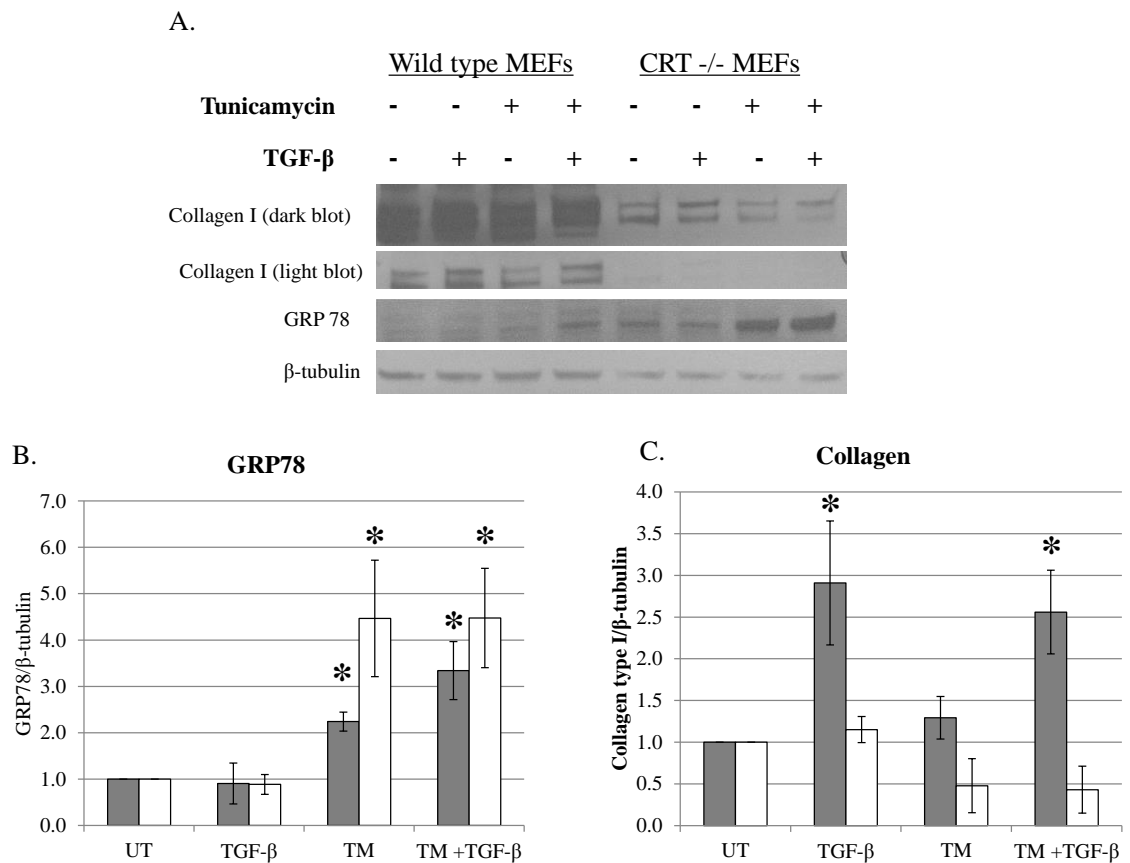 A.
Wild type MEFs CRT -/- MEFs
Tunicamycin - - + + - - + +
TGF-β - + - + - + - +
Collagen I (dark blot)
Collagen I (light blot)
GRP 78
β-tubulin
B.
GRP78
GRP78/β-tubulin
7.0
6.0
5.0
4.0
3.0
2.0
1.0
0.0
* * * *
UT TGF-β TM TM +TGF-β
C.
Collagen
Collagen type I/β-tubulin
4.0
3.5
3.0
2.5
2.0
1.5
1.0
0.5
0.0
* *
UT TGF-β TM TM +TGF-β